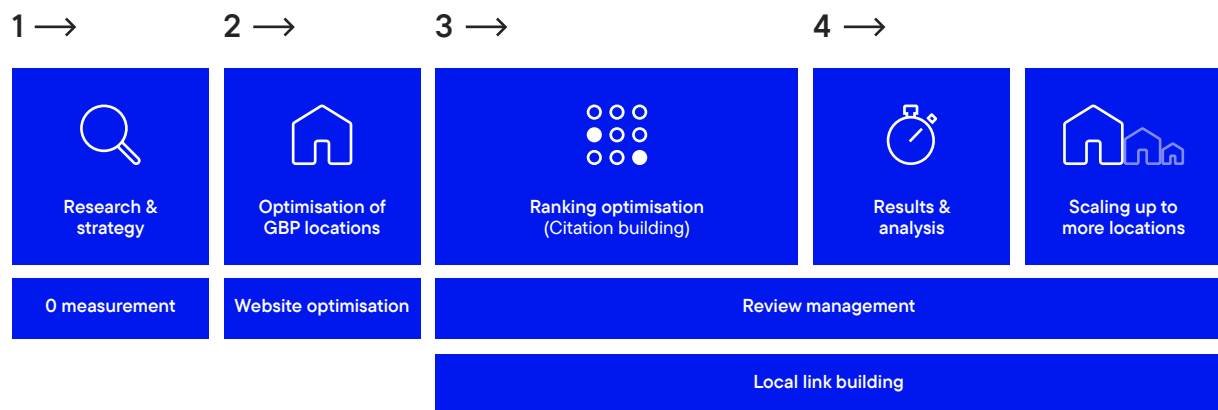 1 →
2 →
3 →
4 →
Research &
strategy
Optimisation of
GBP locations
Ranking optimisation
(Citation building)
Results &
analysis
Scaling up to
more locations
0 measurement
Website optimisation
Review management
Local link building